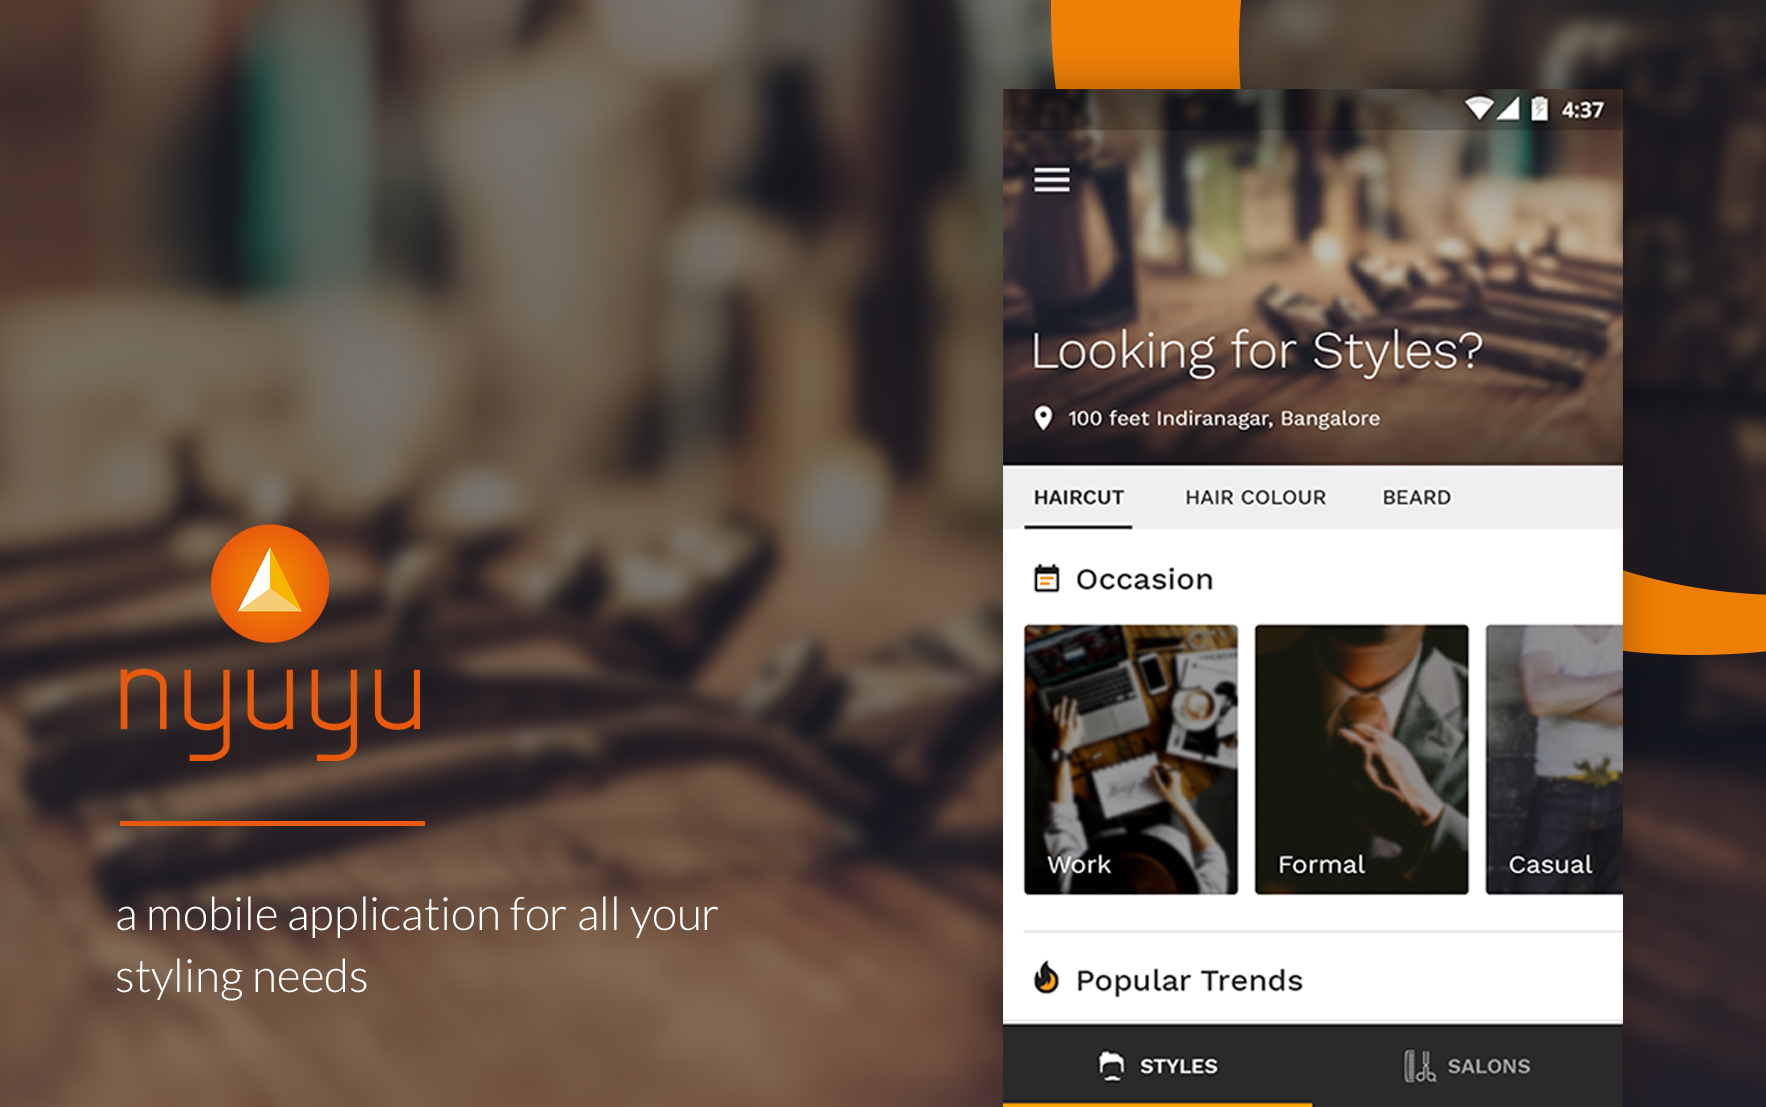 nyuyu
a mobile application for all your
styling needs
4:37
Looking for Styles?
100 feet Indiranagar, Bangalore
HAIRCUT HAIR COLOUR BEARD
Occasion
Work Formal Casual
Popular Trends
STYLES SALONS